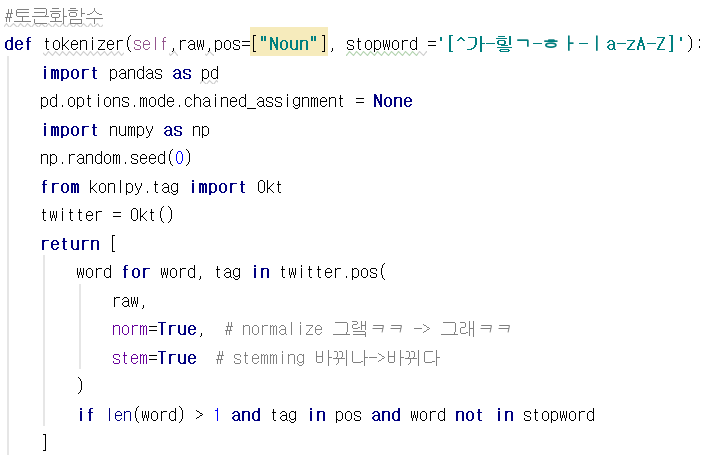 #토큰화함수
def tokenizer(self,raw,pos=["Noun"], stopword ='[^가-힣ㄱ-ㅎㅏ-ㅣa-zA-Z]'):
    import pandas as pd
    pd.options.mode.chained_assignment = None
    import numpy as np
    np.random.seed(0)
    from konlpy.tag import Okt
    twitter = Okt()
    return [
        word for word, tag in twitter.pos(
            raw,
            norm=True,  # normalize 그랰ㅋㅋ -> 그래ㅋㅋ
            stem=True  # stemming 바뀌나->바뀌다
        )
        if len(word) > 1 and tag in pos and word not in stopword
    ]